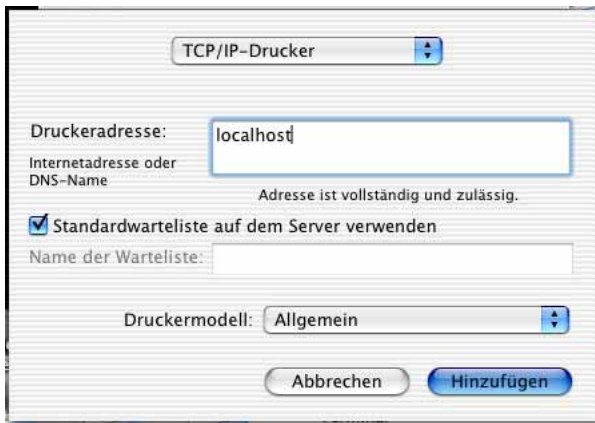 TCP/IP-Drucker
Druckeradresse:
localhost
Internetadresse oder
DNS-Name
Adresse ist vollständig und zulässig.
Standardwarteliste auf dem Server verwenden
Name der Warteliste:
Druckermodell: Allgemein
Abbrechen Hinzufügen